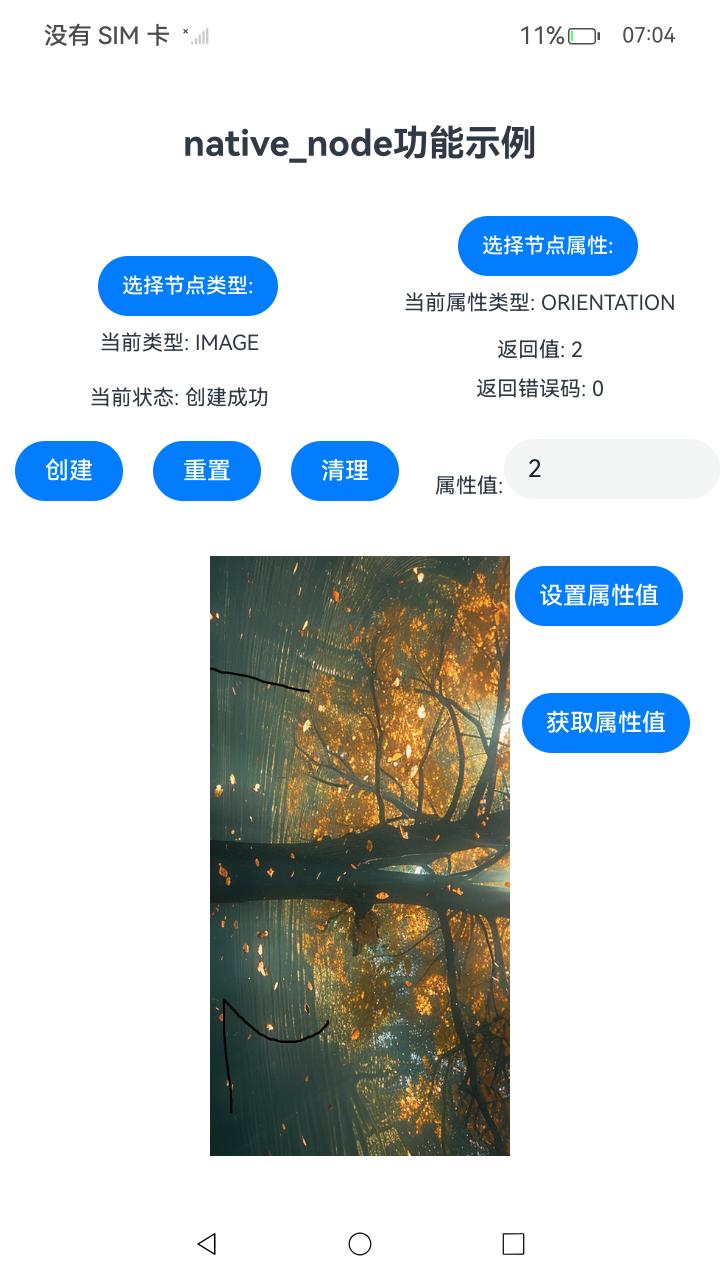 没有 SIM 卡
11%
07:04
native_node功能示例
选择节点类型:
当前类型: IMAGE
当前状态: 创建成功
选择节点属性:
当前属性类型: ORIENTATION
返回值: 2
返回错误码: 0
创建
重置
清理
属性值:
2
设置属性值
获取属性值